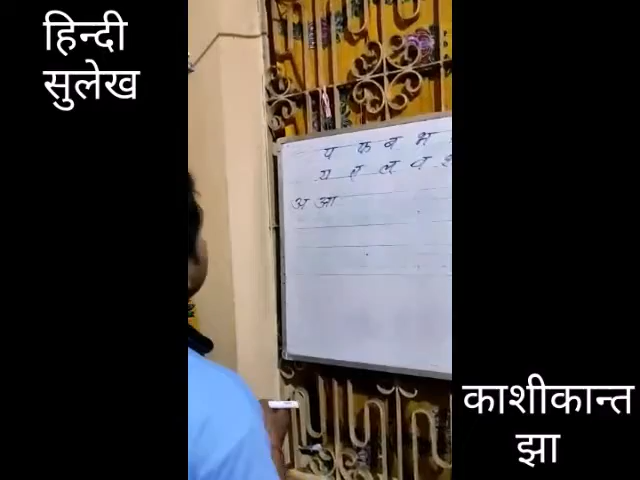 हिन्दी
सुलेख
प फ ब भ
य र ल व
अ आ
काशीकान्त
झा